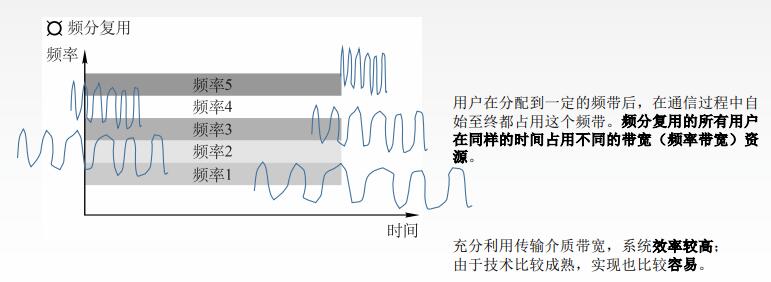 ¤ 频分复用
频率
频率5
频率4
频率3
频率2
频率1
时间
用户在分配到一定的频带后，在通信过程中自
始至终都占用这个频带。频分复用的所有用户
在同样的时间占用不同的带宽（频率带宽）资
源。
充分利用传输介质带宽，系统效率较高；
由于技术比较成熟，实现也比较容易。